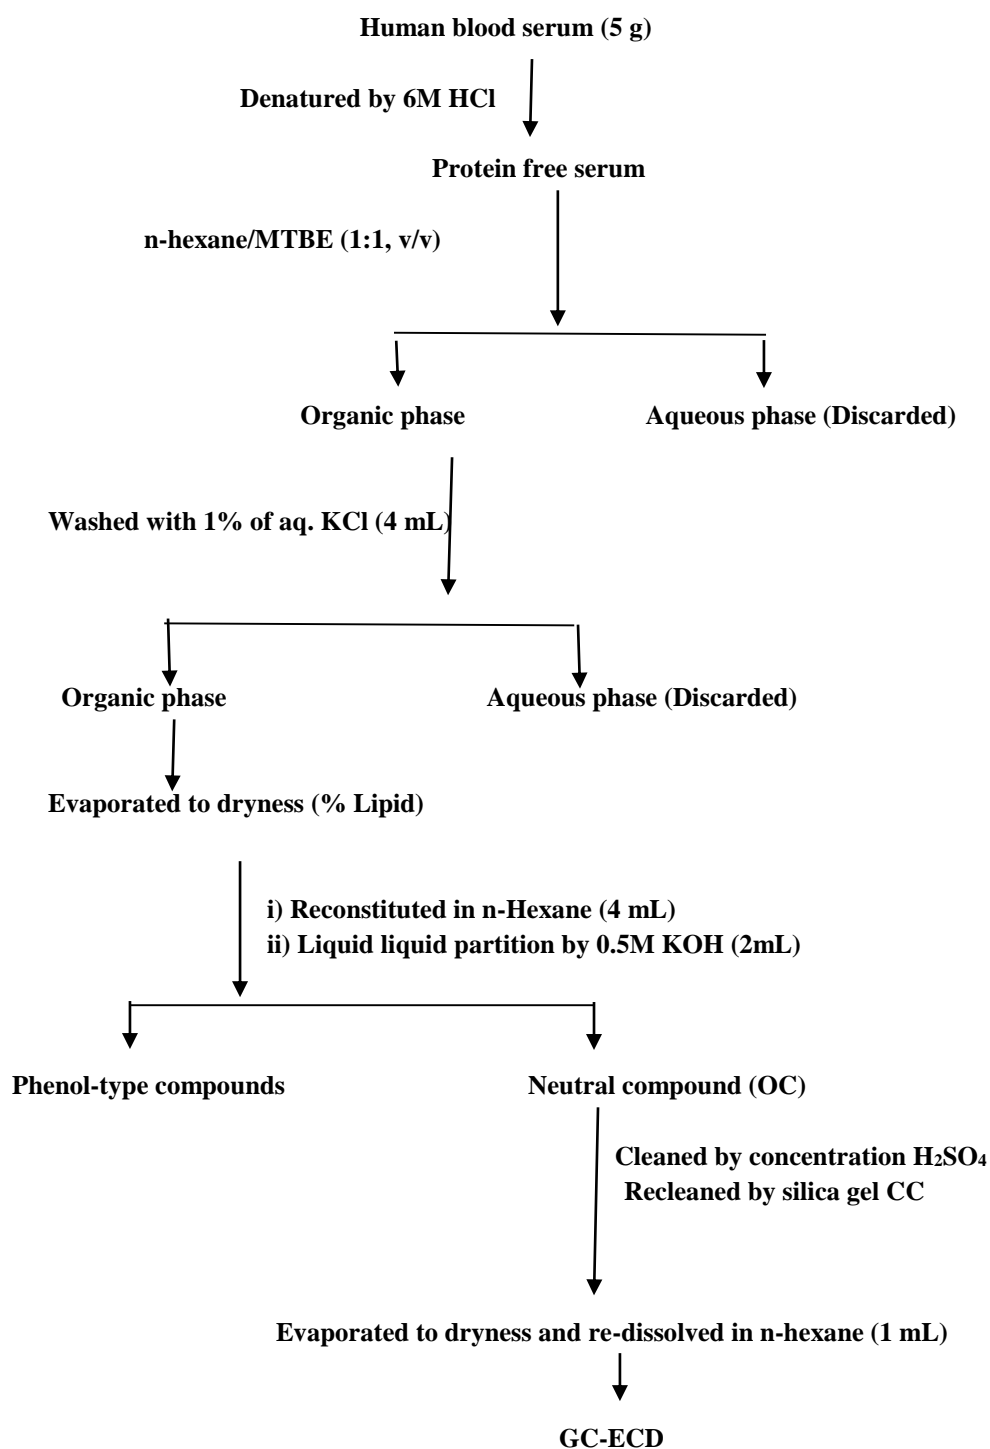 Human blood serum (5 g)
Denatured by 6M HCl
Protein free serum
n-hexane/MTBE (1:1, v/v)
Organic phase
Aqueous phase (Discarded)
Washed with 1% of aq. KCl (4 mL)
Organic phase
Aqueous phase (Discarded)
Evaporated to dryness (% Lipid)
i) Reconstituted in n-Hexane (4 mL)
ii) Liquid liquid partition by 0.5M KOH (2mL)
Phenol-type compounds
Neutral compound (OC)
Cleaned by concentration H₂SO₄
Recleaned by silica gel CC
Evaporated to dryness and re-dissolved in n-hexane (1 mL)
GC-ECD